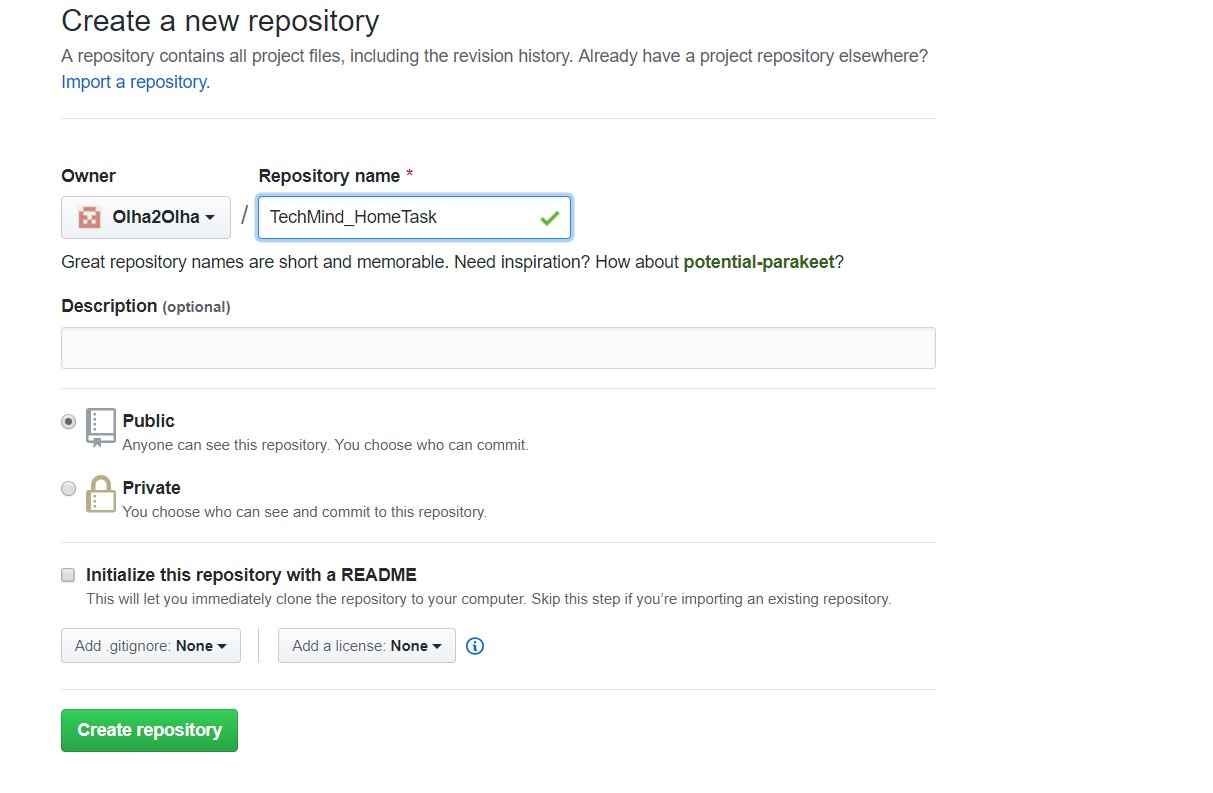 Create a new repository
A repository contains all project files, including the revision history. Already have a project repository elsewhere?
Import a repository.
Owner
Repository name *
Olha2Olha
/
TechMind_HomeTask
Great repository names are short and memorable. Need inspiration? How about potential-parakeet?
Description (optional)
Public
Anyone can see this repository. You choose who can commit.
Private
You choose who can see and commit to this repository.
Initialize this repository with a README
This will let you immediately clone the repository to your computer. Skip this step if you’re importing an existing repository.
Add .gitignore: None
Add a license: None
Create repository